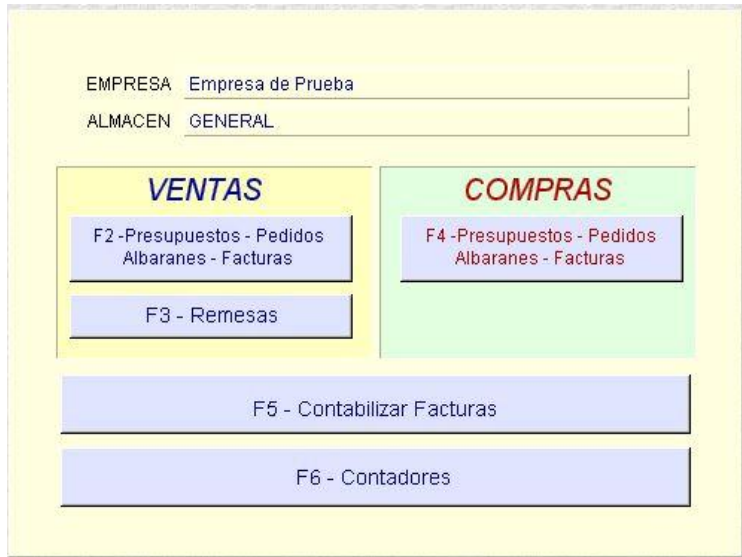 EMPRESA Empresa de Prueba
ALMACEN GENERAL
VENTAS
F2 -Presupuestos - Pedidos
Albaranes - Facturas
F3 - Remesas
COMPRAS
F4 -Presupuestos - Pedidos
Albaranes - Facturas
F5 - Contabilizar Facturas
F6 - Contadores